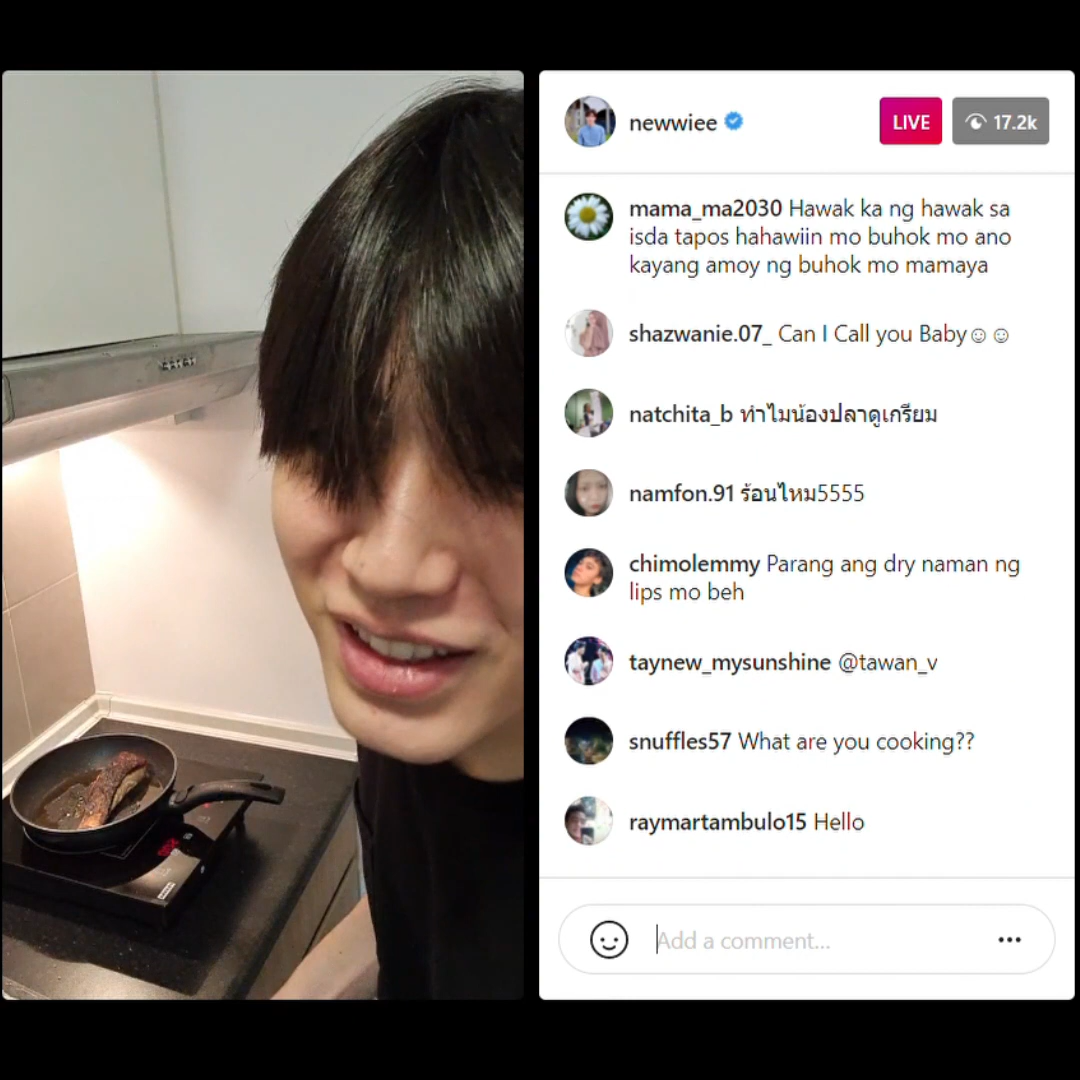 newwiee
LIVE
17.2k
mama_ma2030 Hawak ka ng hawak sa
isda tapos hahawiin mo buhok mo ano
kayang amoy ng buhok mo mamaya
shazwanie.07_ Can I Call you Baby☺☺
natchita_b ทำไมน้องปลาดูเกรียม
namfon.91 ร้อนไหม5555
chimolemmy Parang ang dry naman ng
lips mo beh
taynew_mysunshine @tawan_v
snuffles57 What are you cooking??
raymartambulo15 Hello
Add a comment...